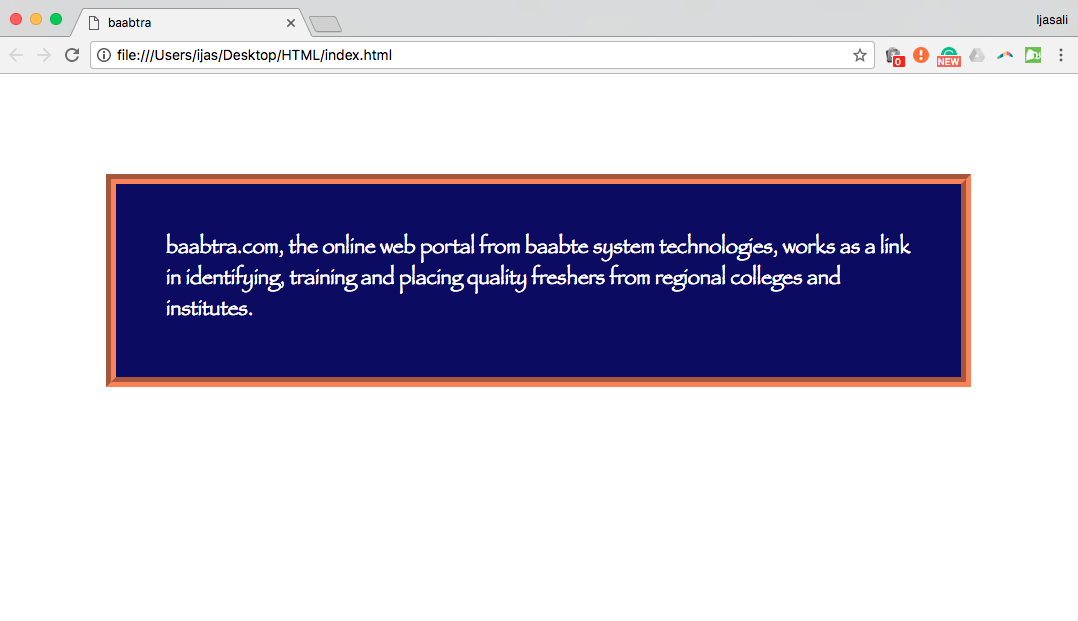 baabtra
Ijasali
file:///Users/ijas/Desktop/HTML/index.html
0
NEW
baabtra.com, the online web portal from baabte system technologies, works as a link
in identifying, training and placing quality freshers from regional colleges and
institutes.